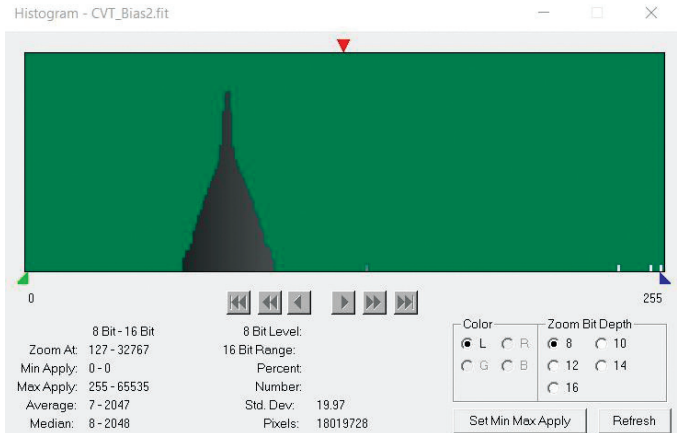 Histogram - CVT_Bias2.fit
0
255
8 Bit - 16 Bit
8 Bit Level:
Zoom At: 127 - 32767
16 Bit Range:
Min Apply: 0 - 0
Percent:
Max Apply: 255 - 65535
Number:
Average: 7 - 2047
Std. Dev: 19.97
Median: 8 - 2048
Pixels: 18019728
Color
L
R
G
B
Zoom Bit Depth
8
10
12
14
16
Set Min Max Apply
Refresh